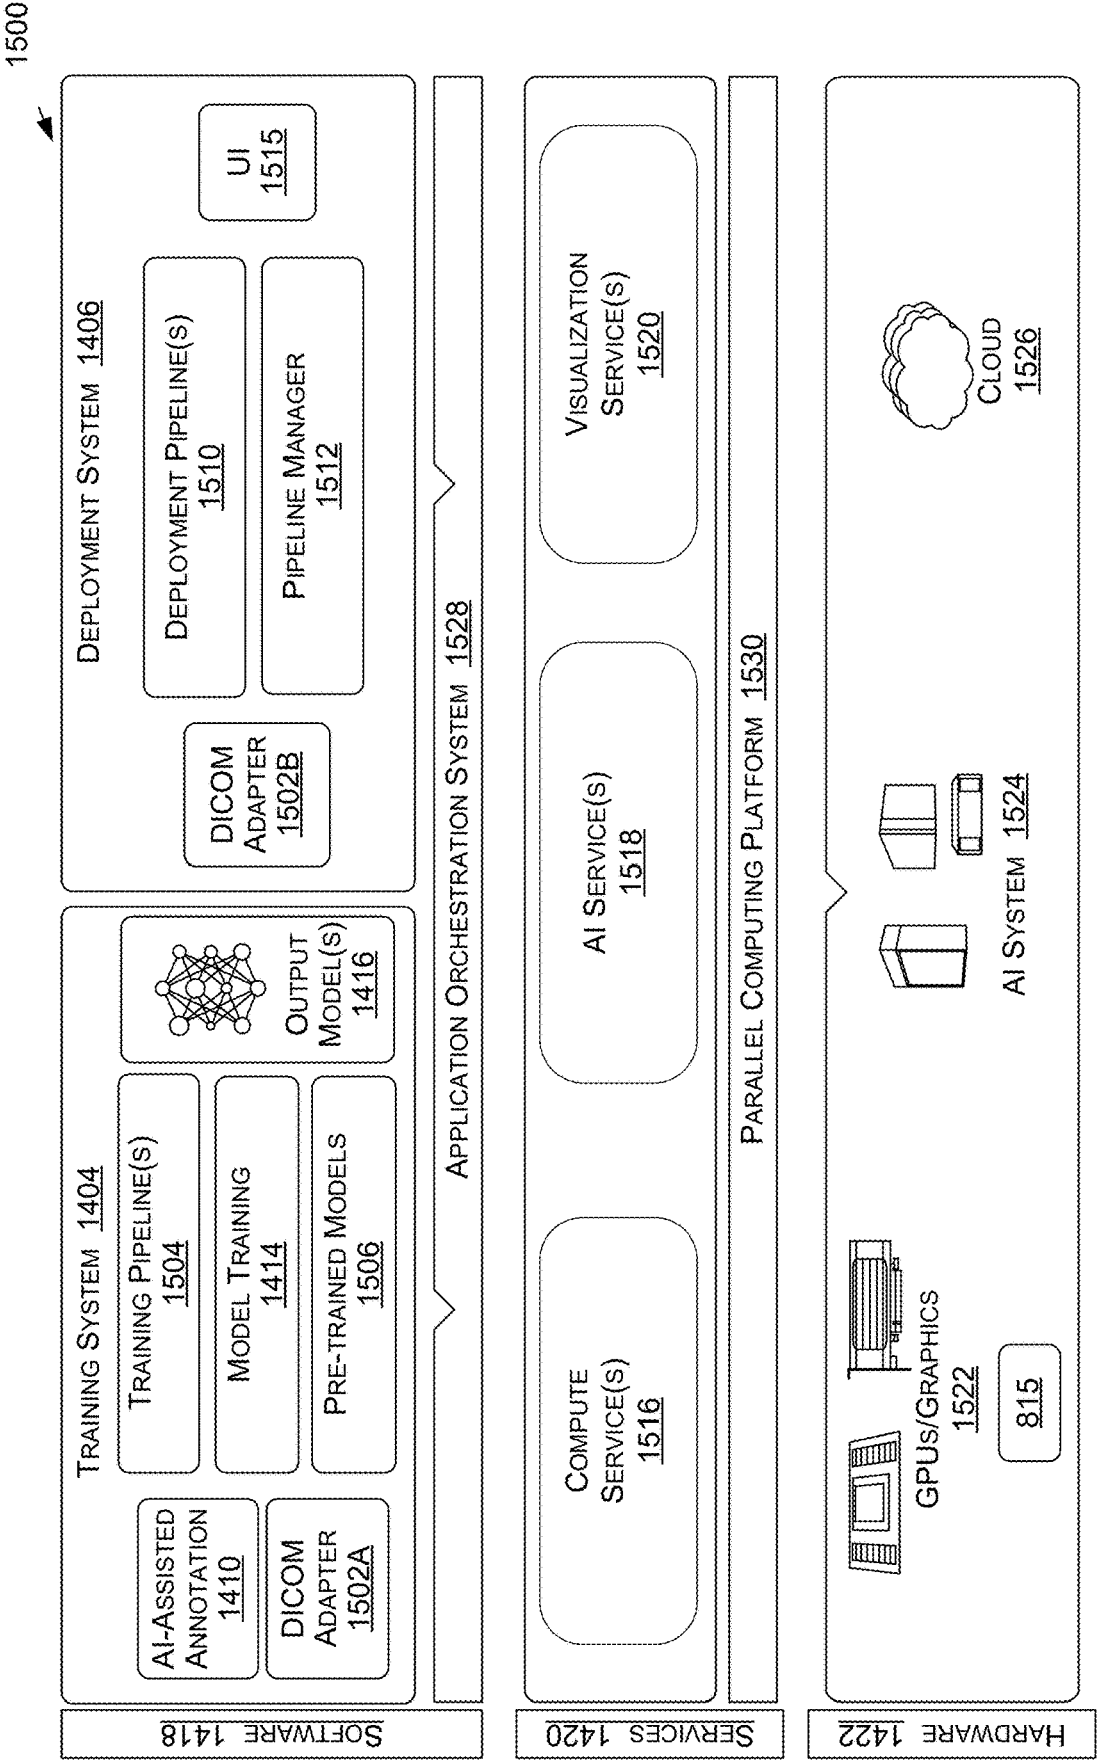 1500
SOFTWARE 1418
TRAINING SYSTEM 1404
AI-ASSISTED
ANNOTATION
1410
DICOM
ADAPTER
1502A
TRAINING PIPELINE(S)
1504
MODEL TRAINING
1414
PRE-TRAINED MODELS
1506
OUTPUT
MODEL(S)
1416
DEPLOYMENT SYSTEM 1406
DICOM
ADAPTER
1502B
DEPLOYMENT PIPELINE(S)
1510
PIPELINE MANAGER
1512
UI
1515
APPLICATION ORCHESTRATION SYSTEM 1528
SERVICES 1420
COMPUTE
SERVICE(S)
1516
AI SERVICE(S)
1518
VISUALIZATION
SERVICE(S)
1520
PARALLEL COMPUTING PLATFORM 1530
HARDWARE 1422
GPUS/GRAPHICS
1522
815
AI SYSTEM 1524
CLOUD
1526